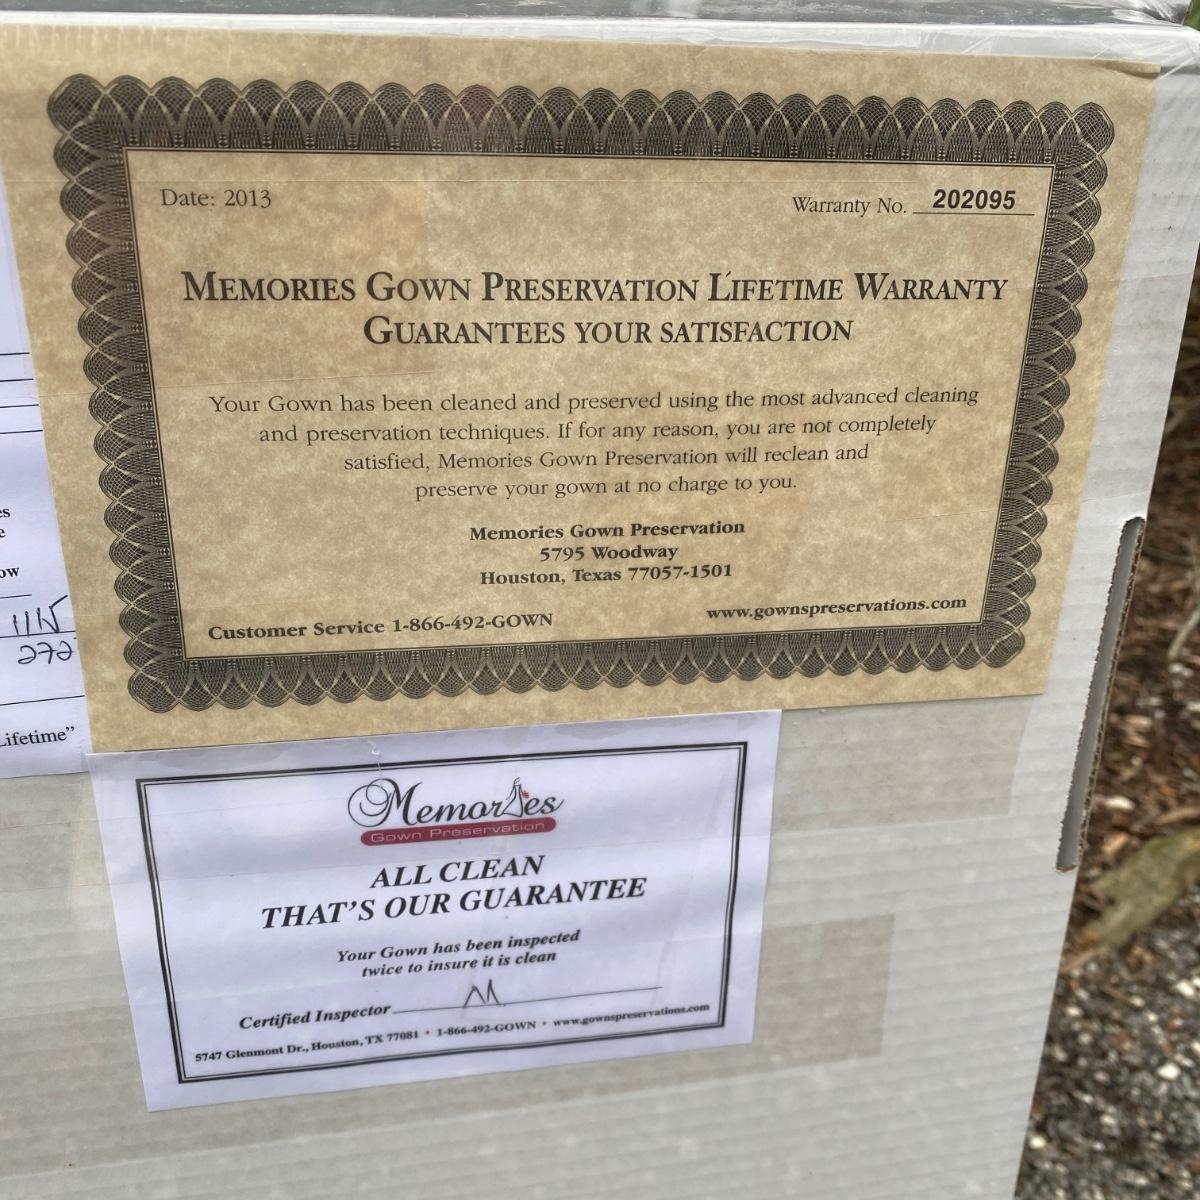 Date: 2013
Warranty No. 202095
MEMORIES GOWN PRESERVATION LIFETIME WARRANTY
GUARANTEES YOUR SATISFACTION
Your Gown has been cleaned and preserved using the most advanced cleaning
and preservation techniques. If for any reason, you are not completely
satisfied, Memories Gown Preservation will reclean and
preserve your gown at no charge to you.
Memories Gown Preservation
5795 Woodway
Houston, Texas 77057-1501
Customer Service 1-866-492-GOWN
www.gownspreservations.com
272
Lifetime”
Memories
Gown Preservation
ALL CLEAN
THAT'S OUR GUARANTEE
Your Gown has been inspected
twice to insure it is clean
Certified Inspector
5747 Glenmont Dr., Houston, TX 77081 • 1-866-492-GOWN • www.gownspreservations.com